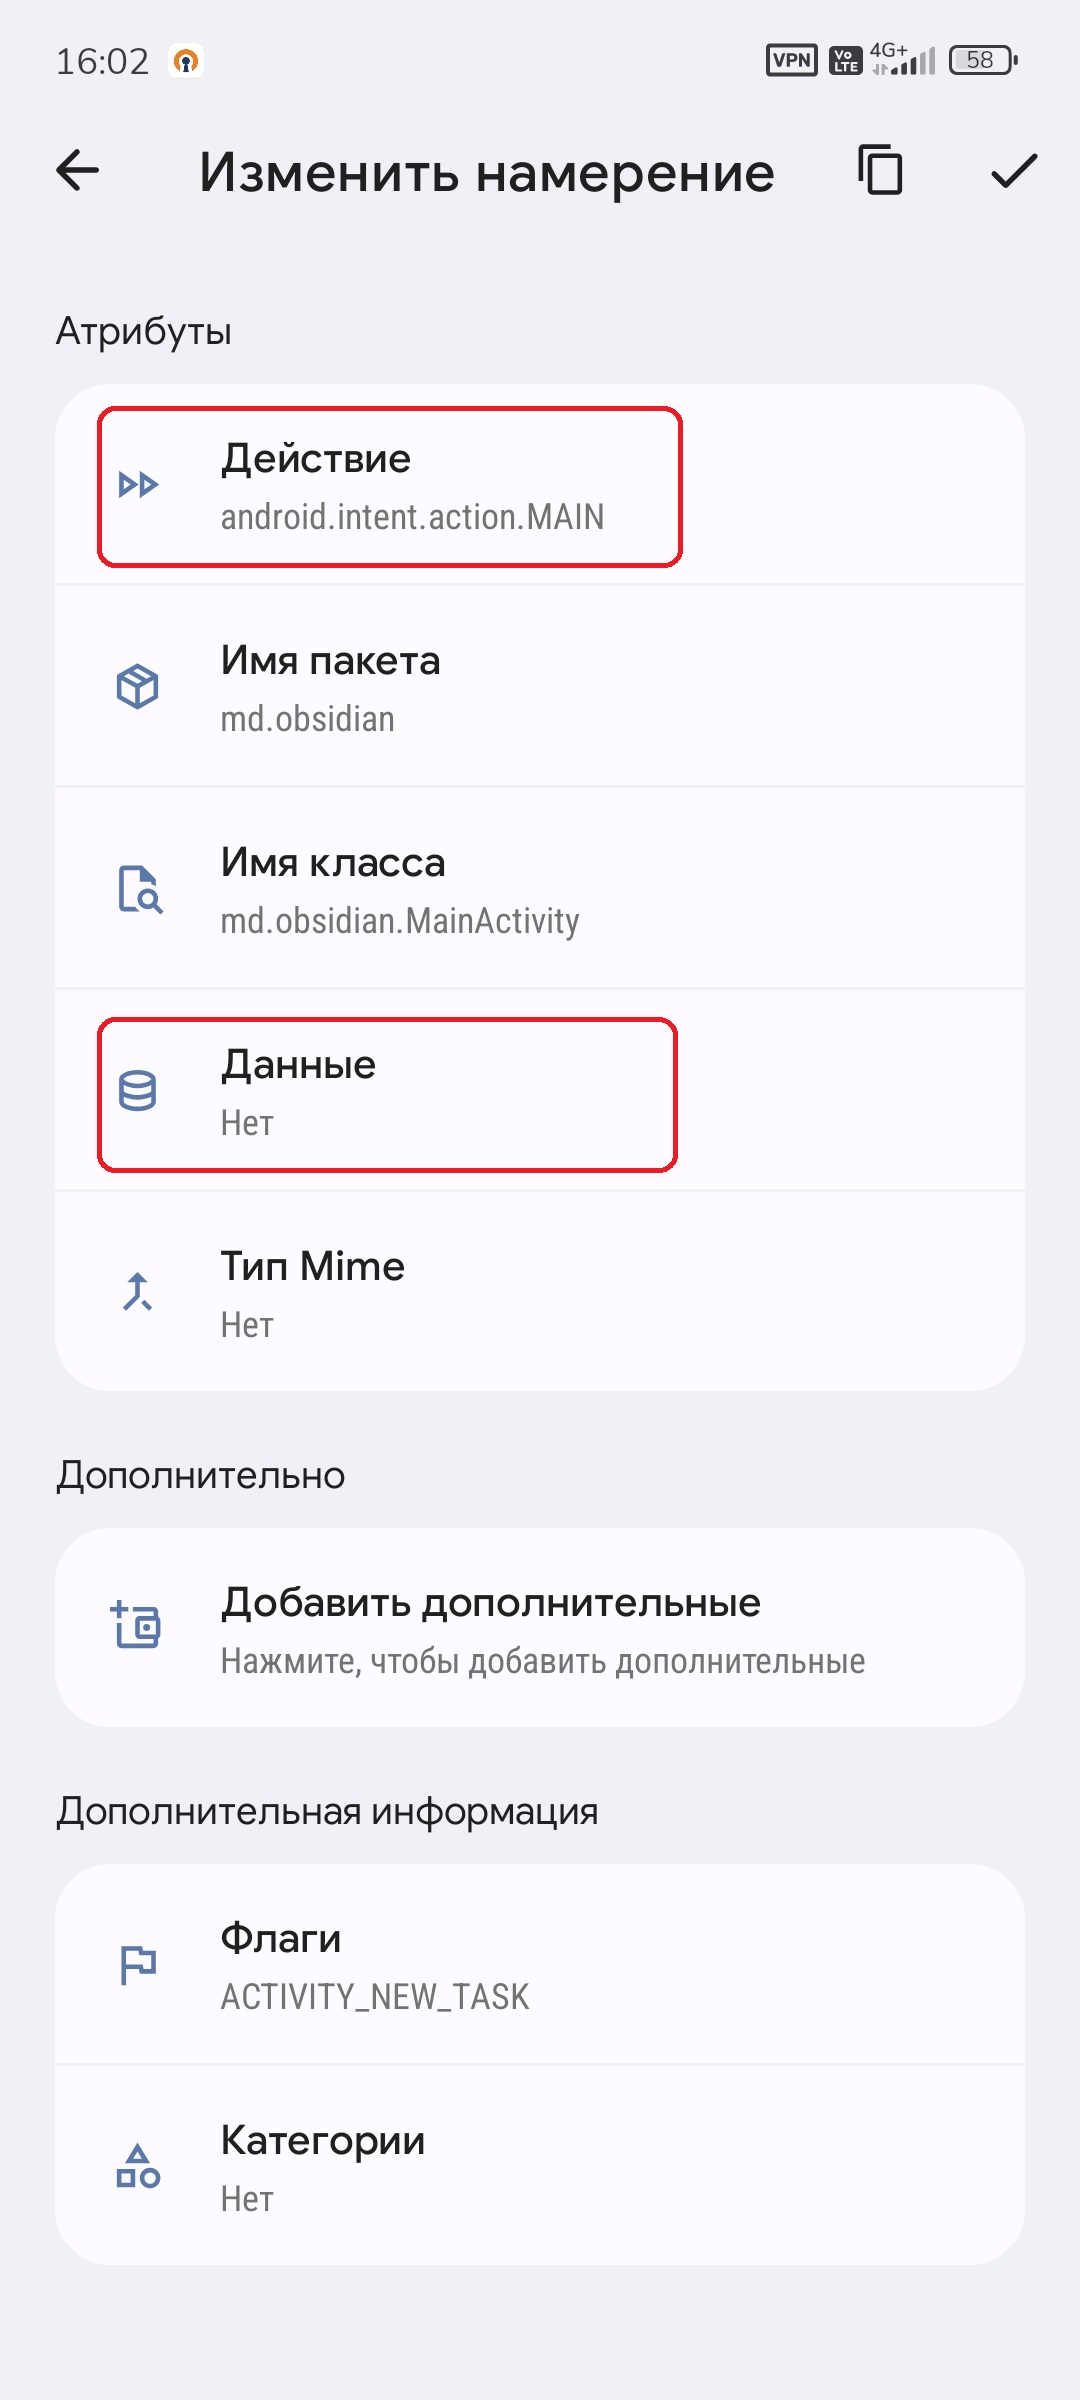 16:02 VPN Vo LTE 4G+ 58
Изменить намерение
Атрибуты
Действие
android.intent.action.MAIN
Имя пакета
md.obsidian
Имя класса
md.obsidian.MainActivity
Данные
Нет
Тип Mime
Нет
Дополнительно
Добавить дополнительные
Нажмите, чтобы добавить дополнительные
Дополнительная информация
Флаги
ACTIVITY_NEW_TASK
Категории
Нет